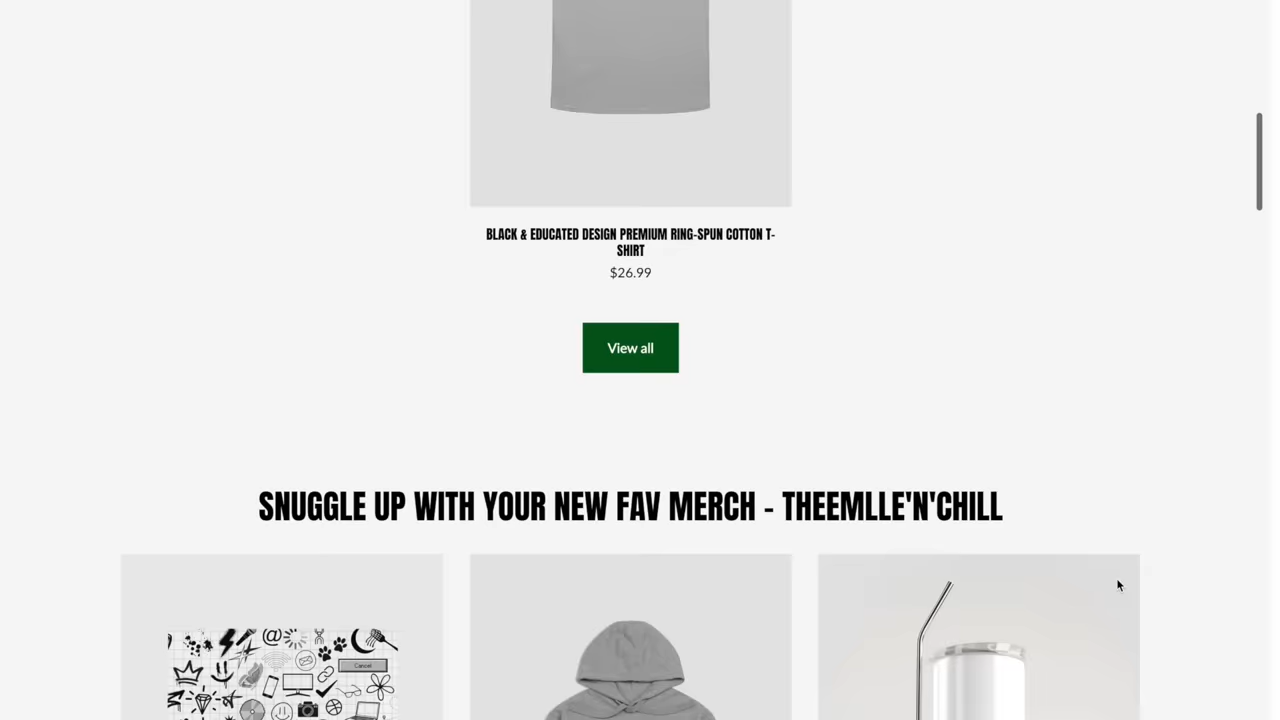 BLACK & EDUCATED DESIGN PREMIUM RING-SPUN COTTON T-
SHIRT
$26.99
View all
SNUGGLE UP WITH YOUR NEW FAV MERCH - THEEMLLE'N'CHILL
@
Cancel